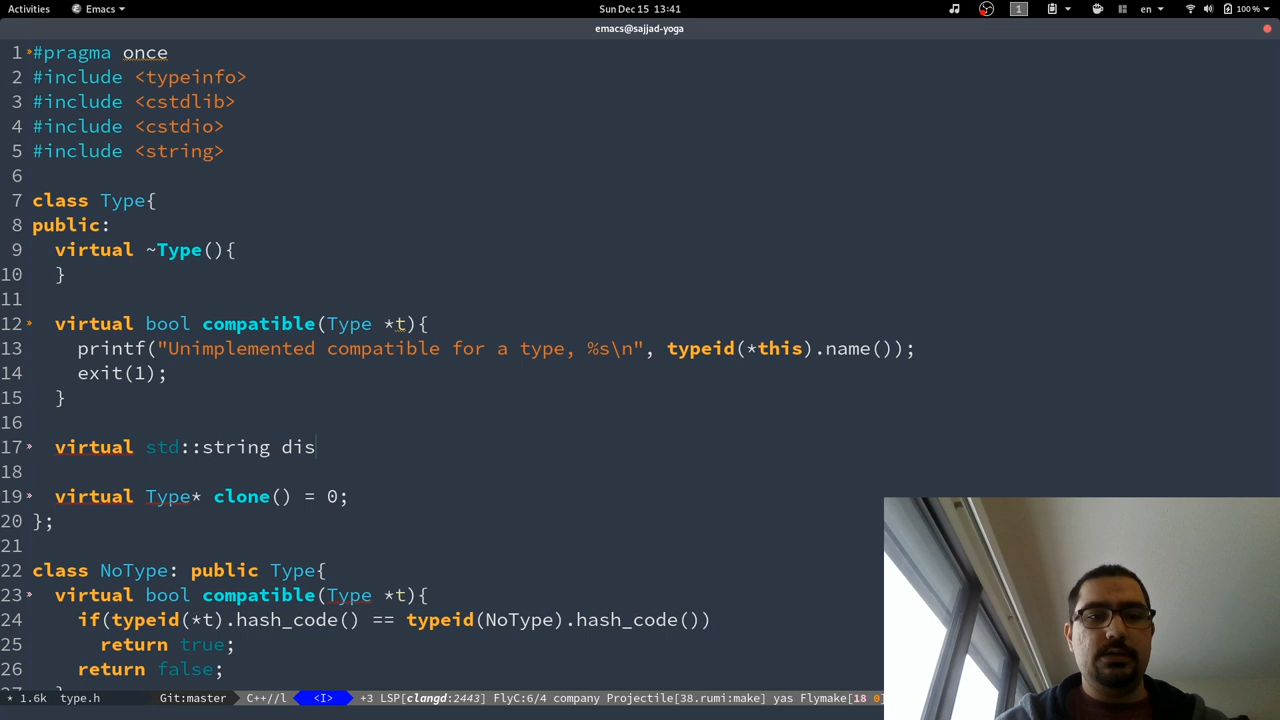 Activities Emacs Sun Dec 15 13:41 1 en 100 %
emacs@sajjad-yoga
1 #pragma once
2 #include <typeinfo>
3 #include <cstdlib>
4 #include <cstdio>
5 #include <string>
6
7 class Type{
8 public:
9 virtual ~Type(){
10 }
11
12 virtual bool compatible(Type *t){
13 printf("Unimplemented compatible for a type, %s\n", typeid(*this).name());
14 exit(1);
15 }
16
17 virtual std::string dis
18
19 virtual Type* clone() = 0;
20 };
21
22 class NoType: public Type{
23 virtual bool compatible(Type *t){
24 if(typeid(*t).hash_code() == typeid(NoType).hash_code())
25 return true;
26 return false;
27 }
* 1.6k type.h Git:master C++//l <I> +3 LSP[clangd:2443] FlyC:6/4 company Projectile[38.rumi:make] yas Flymake[18 0